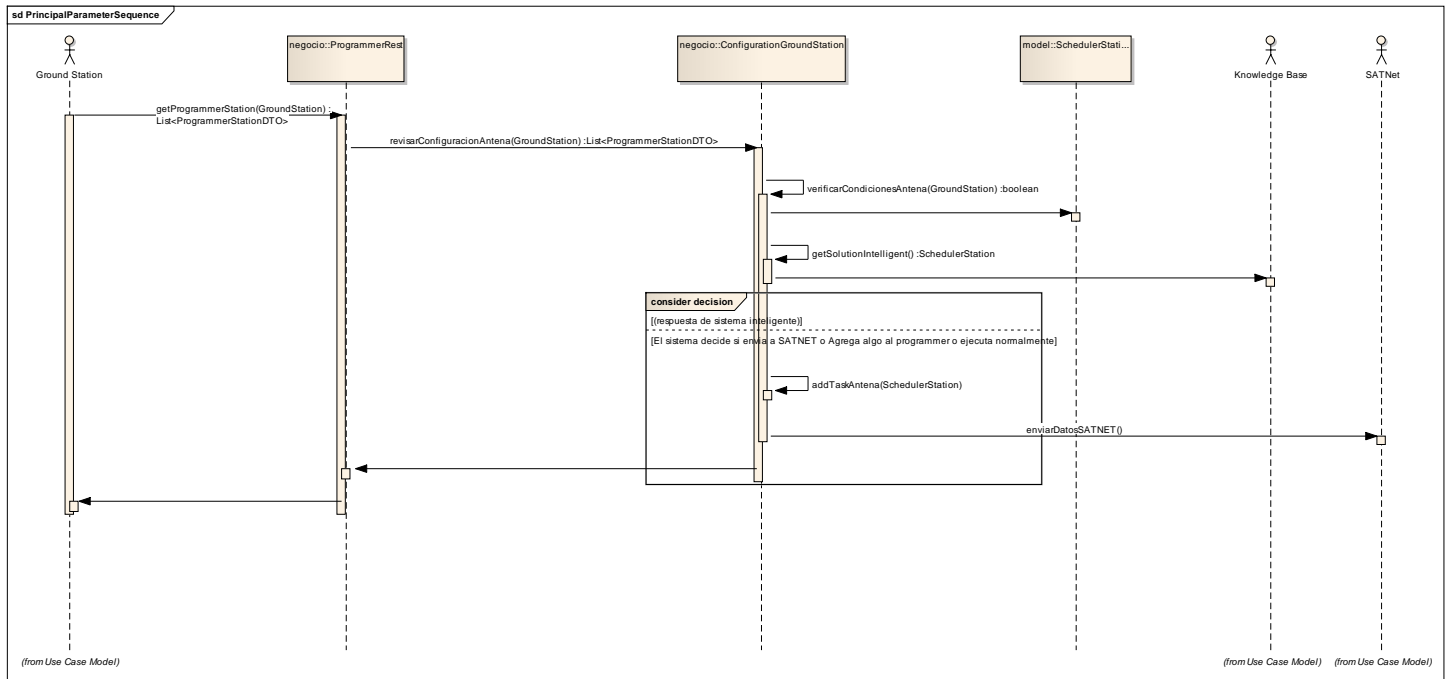 sd PrincipalParameterSequence
Ground Station
negocio::ProgrammerRest
negocio::ConfigurationGroundStation
model::SchedulerStati...
Knowledge Base
SATNet
getProgrammerStation(GroundStation) :
List<ProgrammerStationDTO>
revisarConfiguracionAntena(GroundStation) :List<ProgrammerStationDTO>
verificarCondicionesAntena(GroundStation) :boolean
getSolutionIntelligent() :SchedulerStation
consider decision
[(respuesta de sistema inteligente)]
[El sistema decide si envia a SATNET o Agrega algo al programmer o ejecuta normalmente]
addTaskAntena(SchedulerStation)
enviarDatosSATNET()
(from Use Case Model)
(from Use Case Model)
(from Use Case Model)